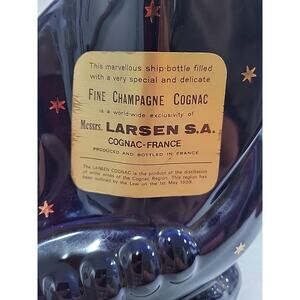 This marvellous ship-bottle filled
with a very special and delicate
FINE CHAMPAGNE COGNAC
is a world-wide exclusivity of
Messrs. LARSEN S.A.
COGNAC-FRANCE
PRODUCED AND BOTTLED IN FRANCE
The LARSEN COGNAC is the product of the distillation
of white wines of the Cognac Region. This region has
been outlined by the Law on the 1st May 1909.